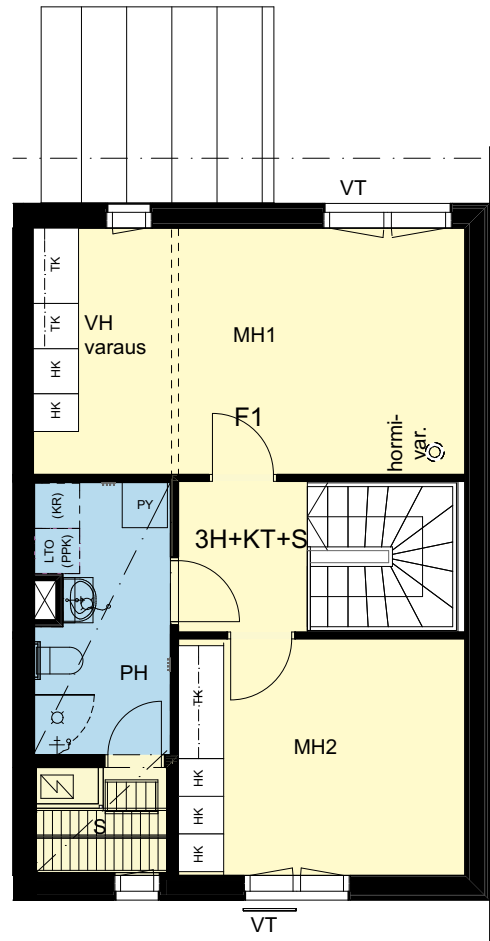 VT
TK
TK
HK
HK
VH
varaus
MH1
F1
hormi-
var.
(KR)
LTO
(PPK)
PY
3H+KT+S
PH
TK
HK
HK
HK
MH2
S
VT